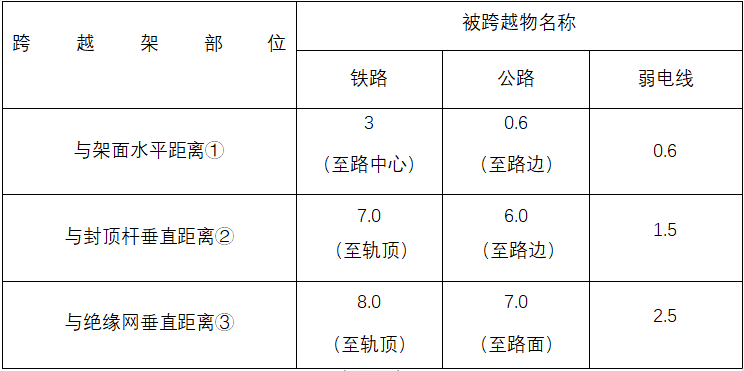 被跨越物名称
跨越架部位
铁路 公路 弱电线
与架面水平距离① 3 0.6 0.6
（至路中心） （至路边）
与封顶杆垂直距离② 7.0 6.0 1.5
（至轨顶） （至路边）
与绝缘网垂直距离③ 8.0 7.0 2.5
（至轨顶） （至路面）